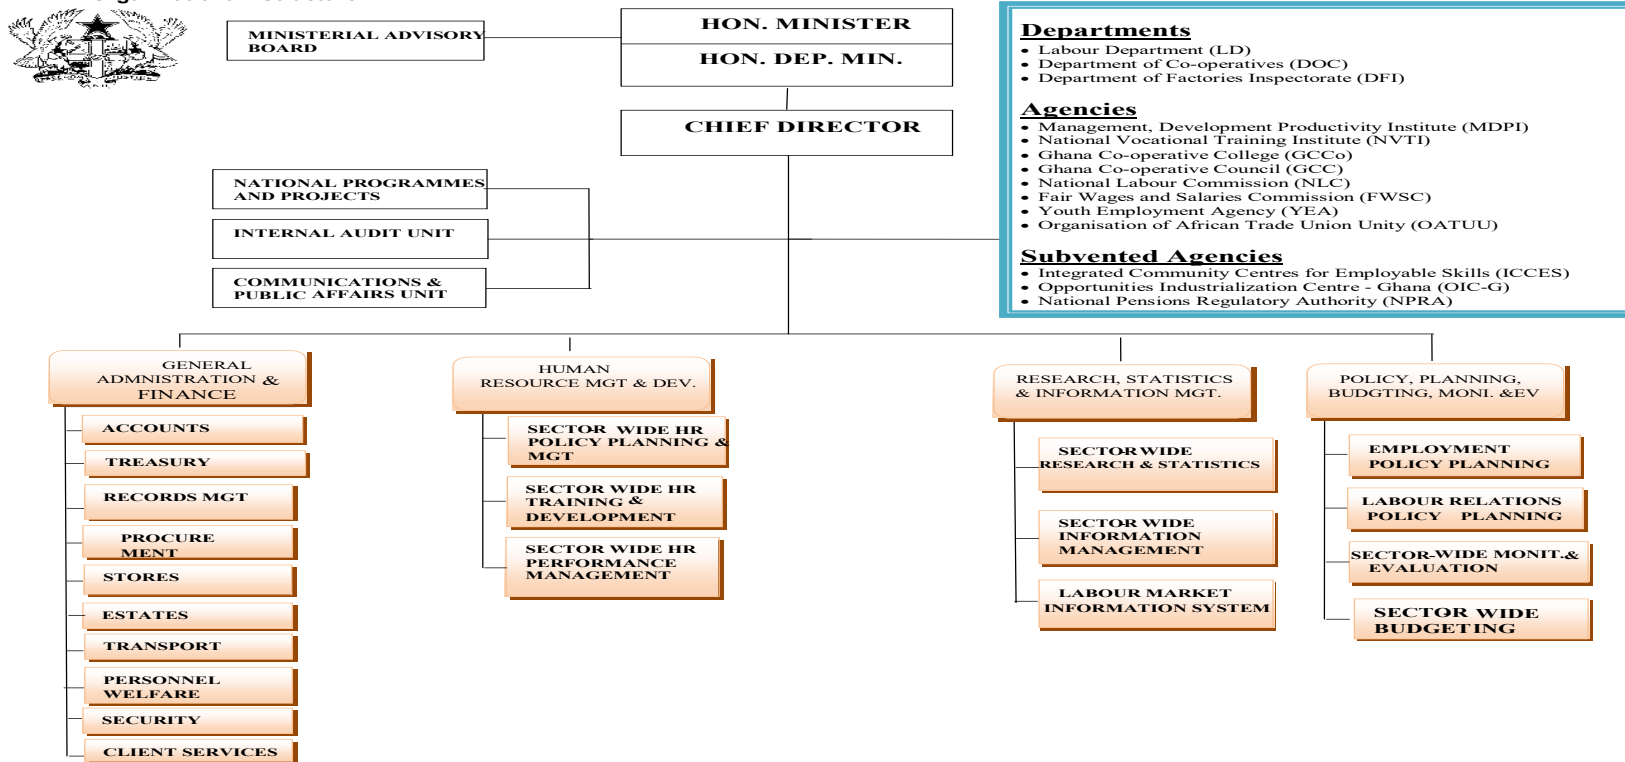 MINISTERIAL ADVISORY
BOARD
HON. MINISTER
HON. DEP. MIN.
CHIEF DIRECTOR
NATIONAL PROGRAMMES
AND PROJECTS
INTERNAL AUDIT UNIT
COMMUNICATIONS &
PUBLIC AFFAIRS UNIT
Departments
• Labour Department (LD)
• Department of Co-operatives (DOC)
• Department of Factories Inspectorate (DFI)
Agencies
• Management, Development Productivity Institute (MDPI)
• National Vocational Training Institute (NVTI)
• Ghana Co-operative College (GCCo)
• Ghana Co-operative Council (GCC)
• National Labour Commission (NLC)
• Fair Wages and Salaries Commission (FWSC)
• Youth Employment Agency (YEA)
• Organisation of African Trade Union Unity (OATUU)
Subvented Agencies
• Integrated Community Centres for Employable Skills (ICCES)
• Opportunities Industrialization Centre - Ghana (OIC-G)
• National Pensions Regulatory Authority (NPRA)
GENERAL
ADMNISTRATION &
FINANCE
ACCOUNTS
TREASURY
RECORDS MGT
PROCURE
MENT
STORES
ESTATES
TRANSPORT
PERSONNEL
WELFARE
SECURITY
CLIENT SERVICES
HUMAN
RESOURCE MGT & DEV.
SECTOR WIDE HR
POLICY PLANNING &
MGT
SECTOR WIDE HR
TRAINING &
DEVELOPMENT
SECTOR WIDE HR
PERFORMANCE
MANAGEMENT
RESEARCH, STATISTICS
& INFORMATION MGT.
SECTOR-WIDE
RESEARCH & STATISTICS
SECTOR-WIDE
INFORMATION
MANAGEMENT
LABOUR MARKET
INFORMATION SYSTEM
POLICY, PLANNING,
BUDGTING, MONI. &EV
EMPLOYMENT
POLICY PLANNING
LABOUR RELATIONS
POLICY PLANNING
SECTOR-WIDE MONIT.&
EVALUATION
SECTOR WIDE
BUDGETING